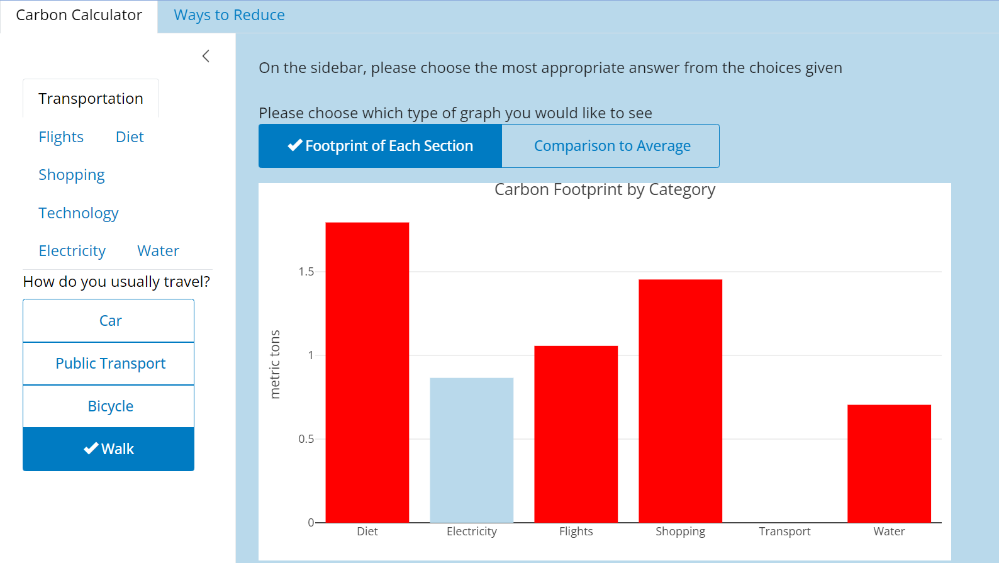 Carbon Calculator
Ways to Reduce
Transportation
Flights
Diet
Shopping
Technology
Electricity
Water
How do you usually travel?
Car
Public Transport
Bicycle
Walk
On the sidebar, please choose the most appropriate answer from the choices given
Please choose which type of graph you would like to see
Footprint of Each Section
Comparison to Average
Carbon Footprint by Category
metric tons
1.5
1
0.5
0
Diet
Electricity
Flights
Shopping
Transport
Water